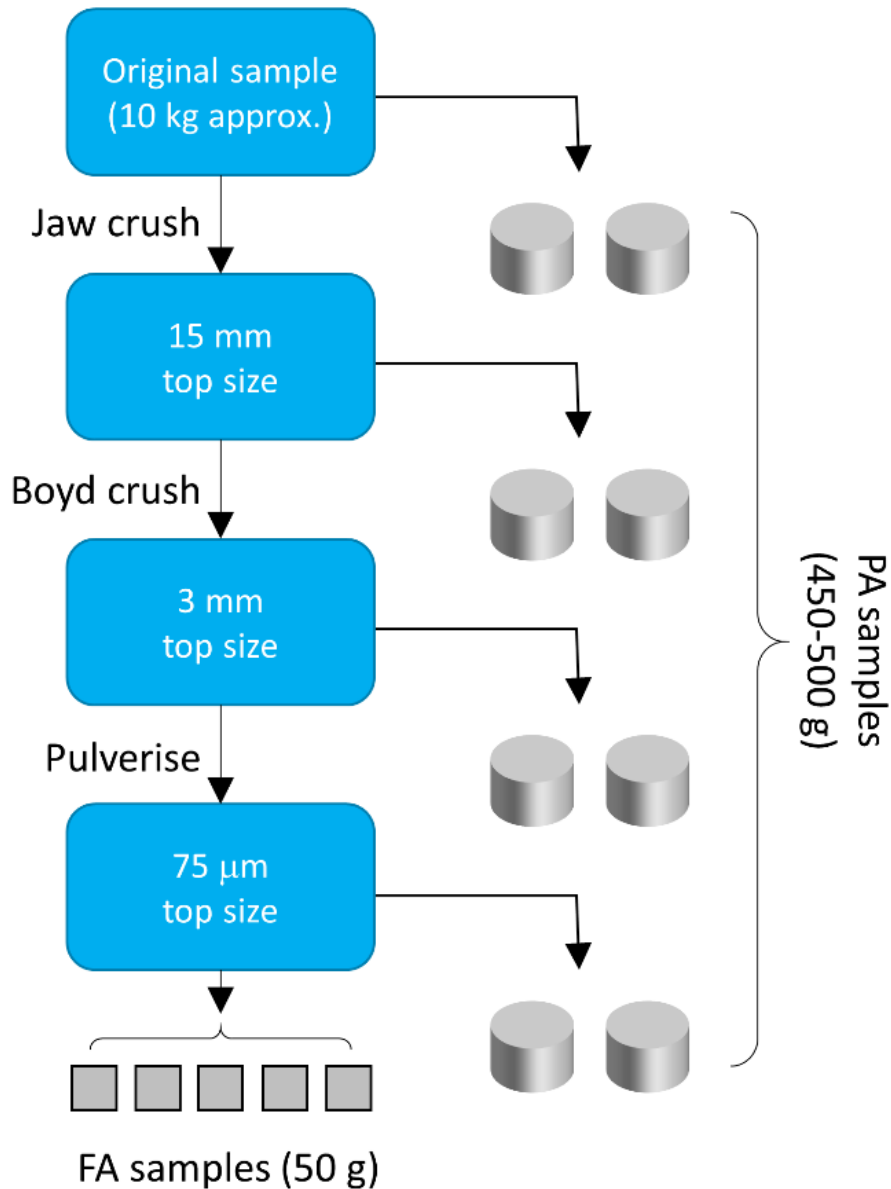 Original sample
(10 kg approx.)
Jaw crush
15 mm
top size
Boyd crush
3 mm
top size
Pulverise
75 μm
top size
FA samples (50 g)
PA samples
(450-500 g)